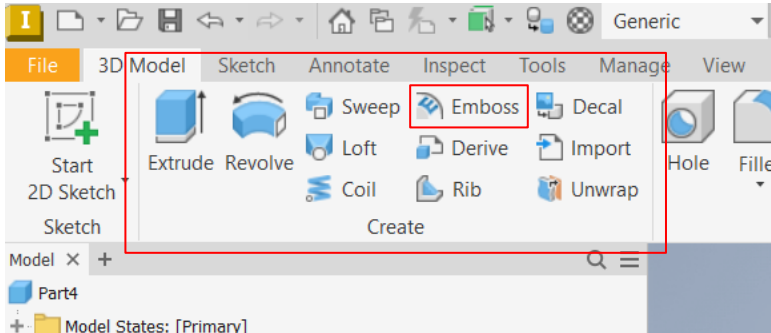 I
Generic
File 3D Model Sketch Annotate Inspect Tools Manage View
Start
2D Sketch
Extrude Revolve
Sweep Emboss Decal
Loft Derive Import
Coil Rib Unwrap
Hole
Sketch Create
Model
Part4
Model States: [Primary]